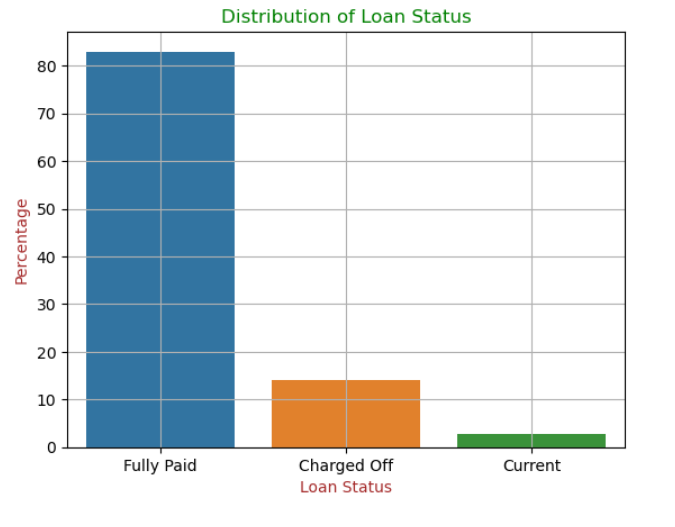 Distribution of Loan Status
Percentage
80
70
60
50
40
30
20
10
0
Fully Paid Charged Off Current
Loan Status